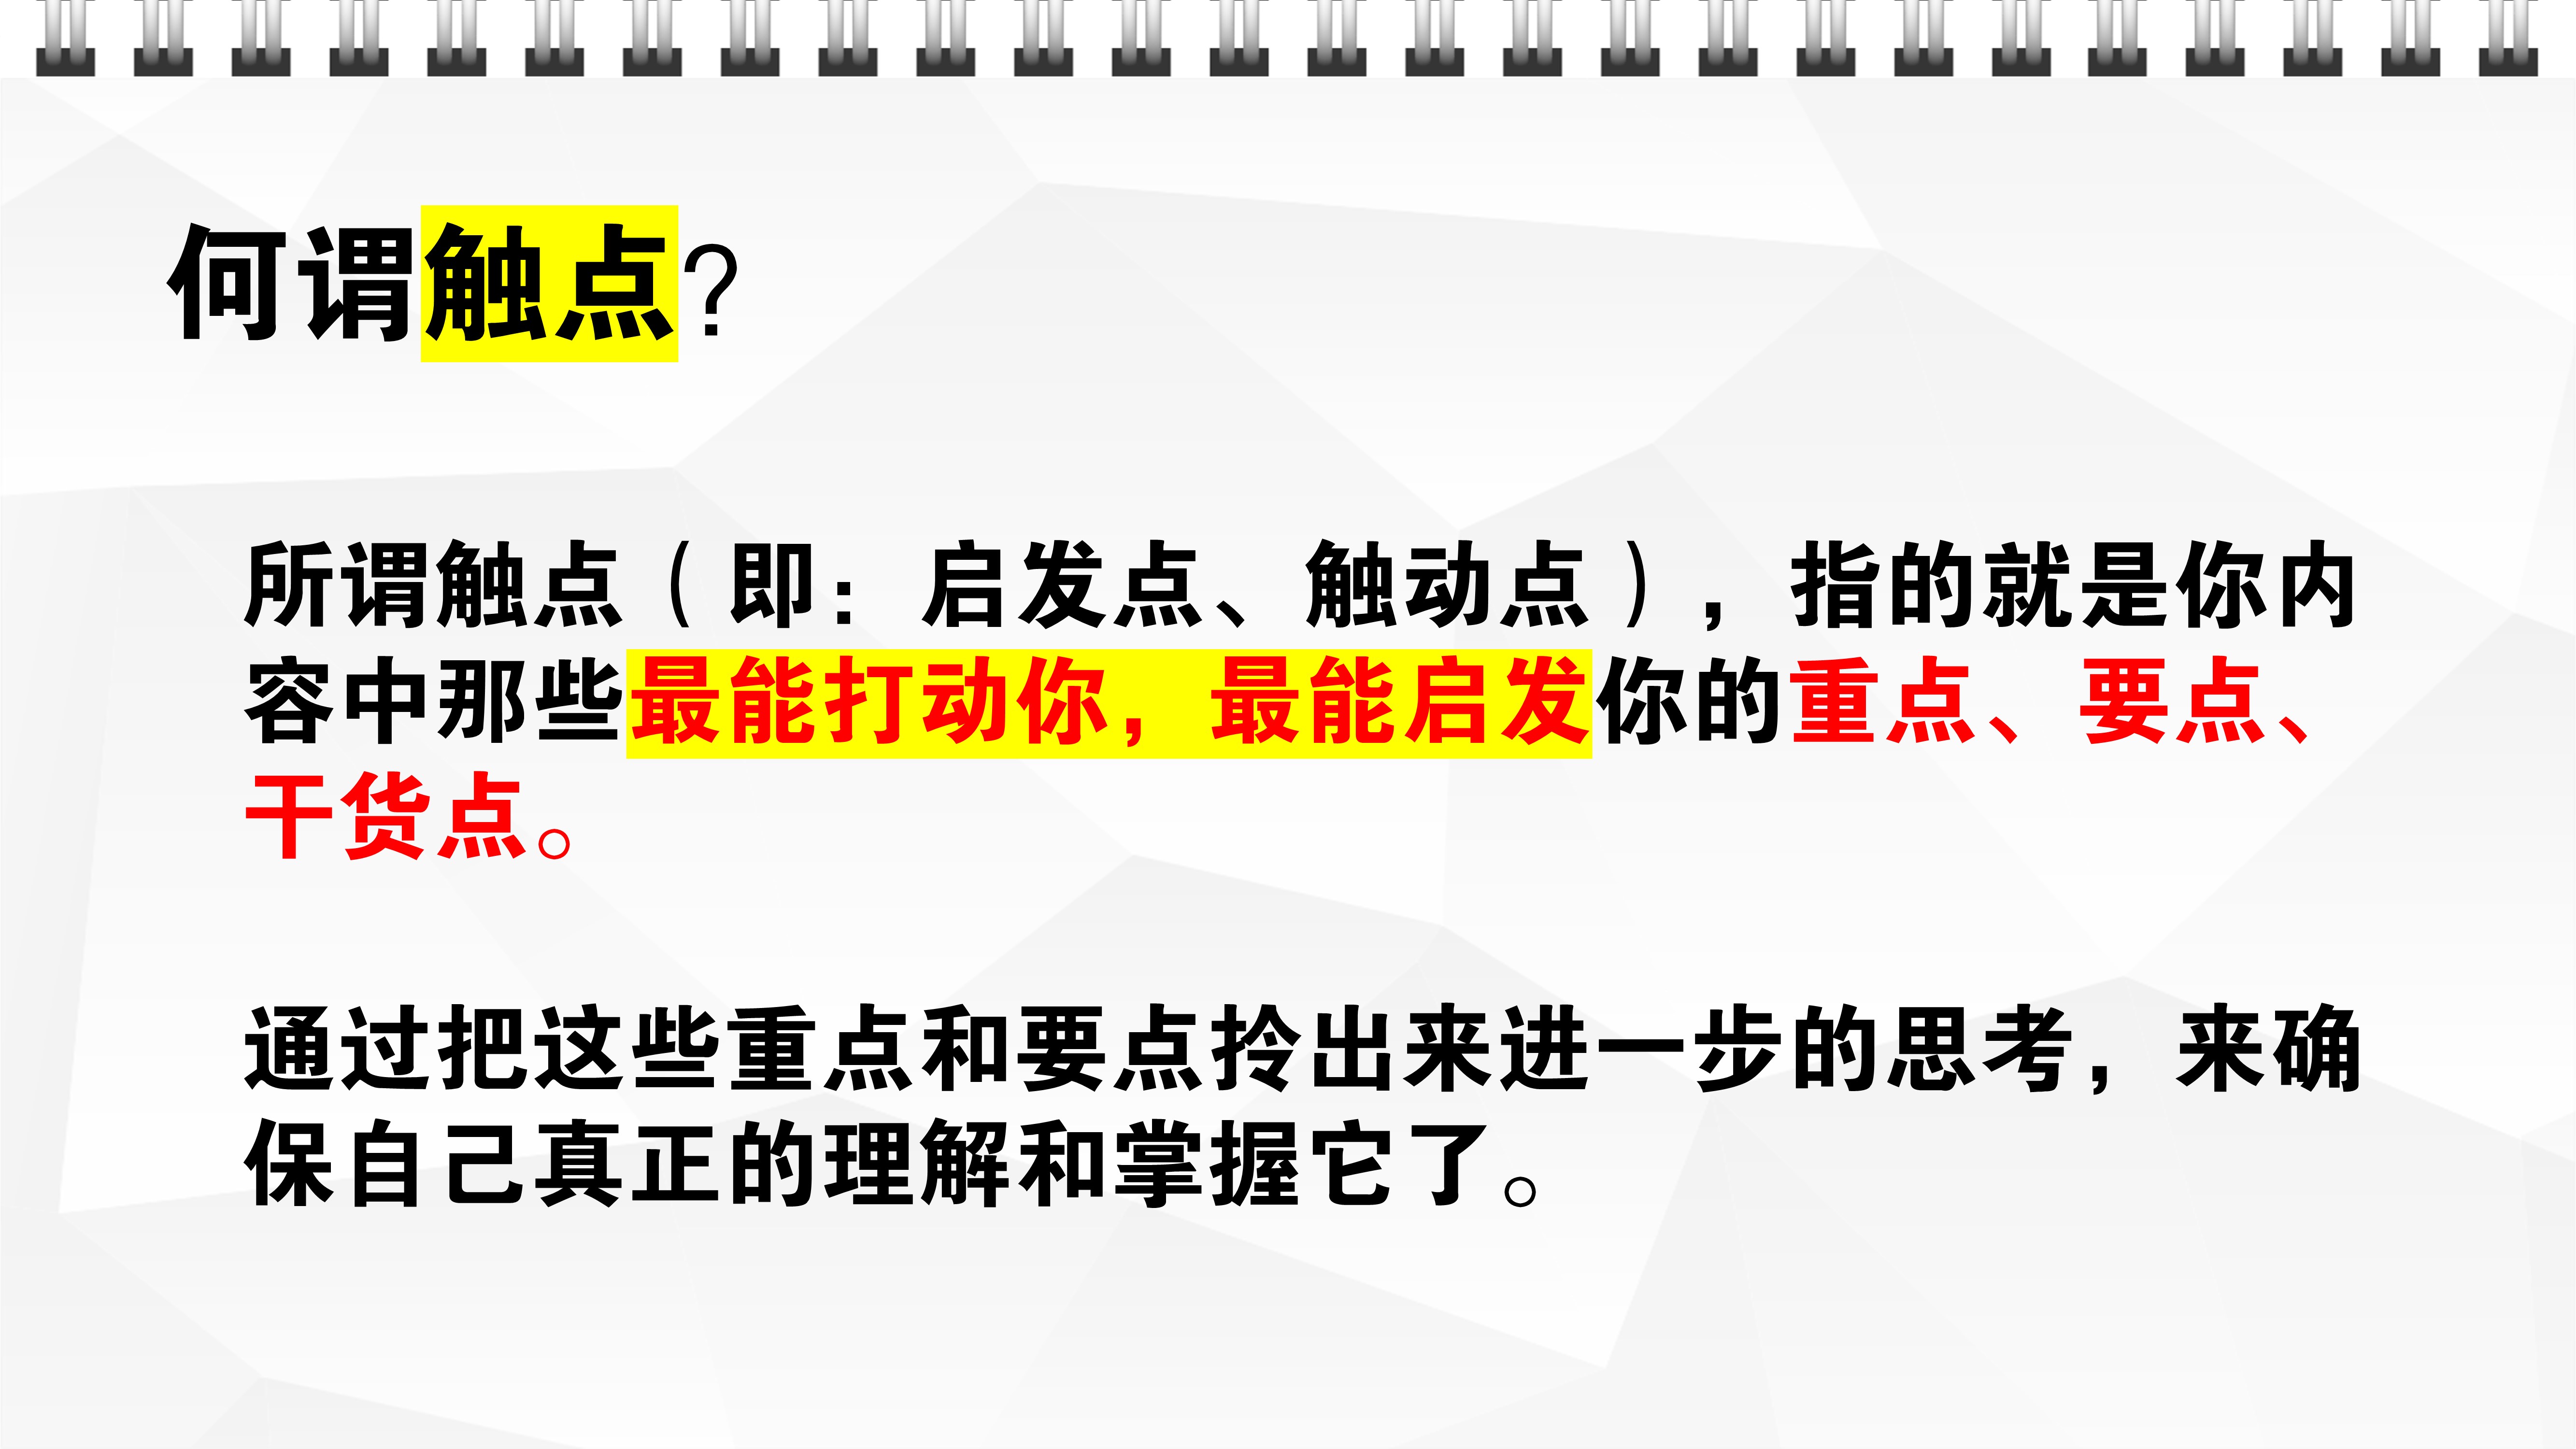 何谓触点?
所谓触点（即：启发点、触动点），指的就是你内
容中那些最能打动你，最能启发你的重点、要点、
干货点。
通过把这些重点和要点拎出来进一步的思考，来确
保自己真正的理解和掌握它了。